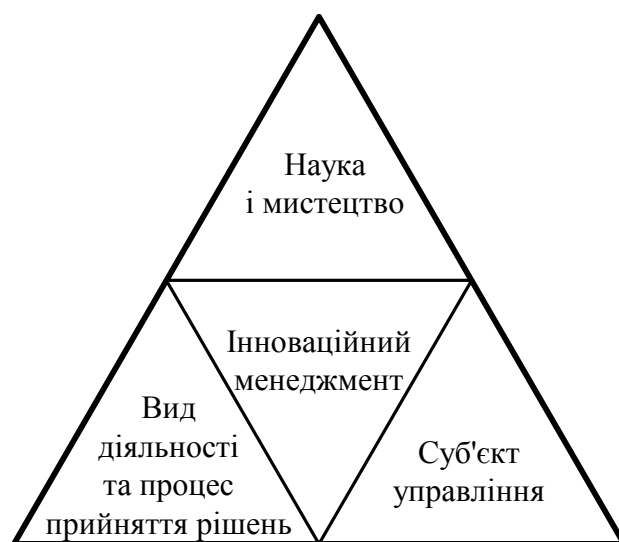 Наука
і мистецтво
Інноваційний
менеджмент
Вид
діяльності
та процес
прийняття рішень
Суб'єкт
управління